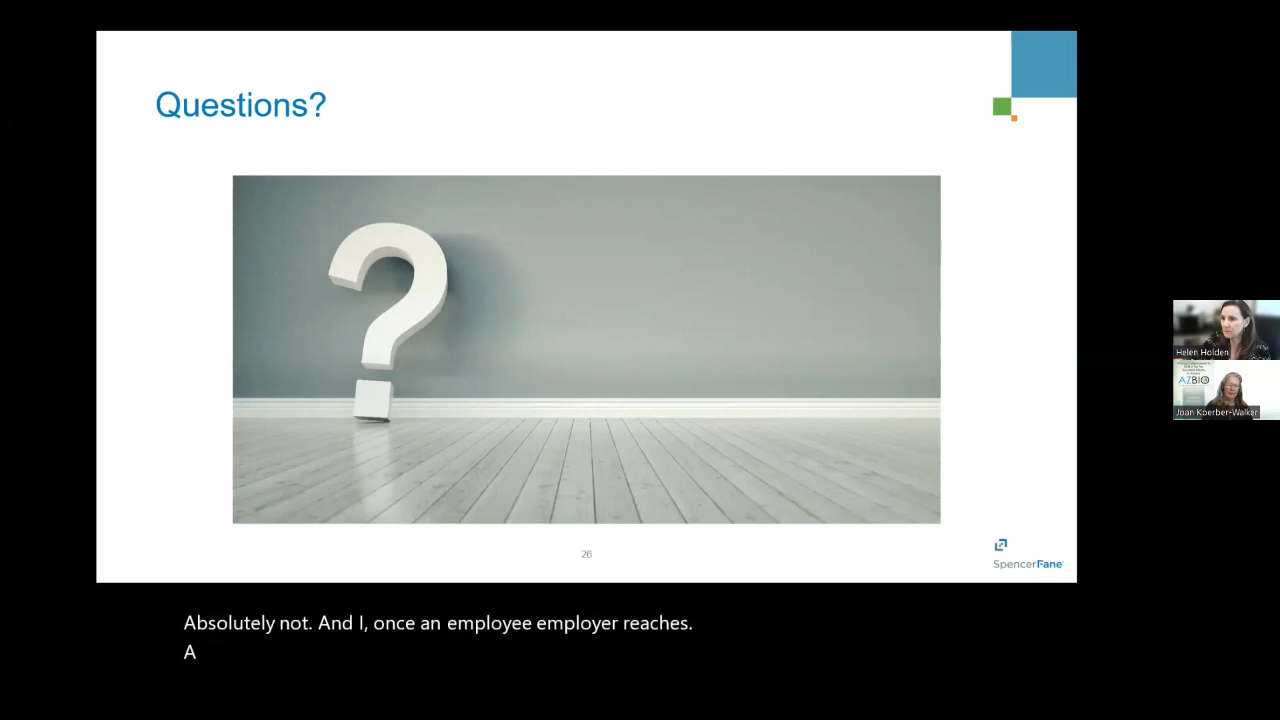 Questions?
26
SpencerFane
Helen Holden
AZBIO
Joan Koerber-Walker
Absolutely not. And I, once an employee employer reaches.
A